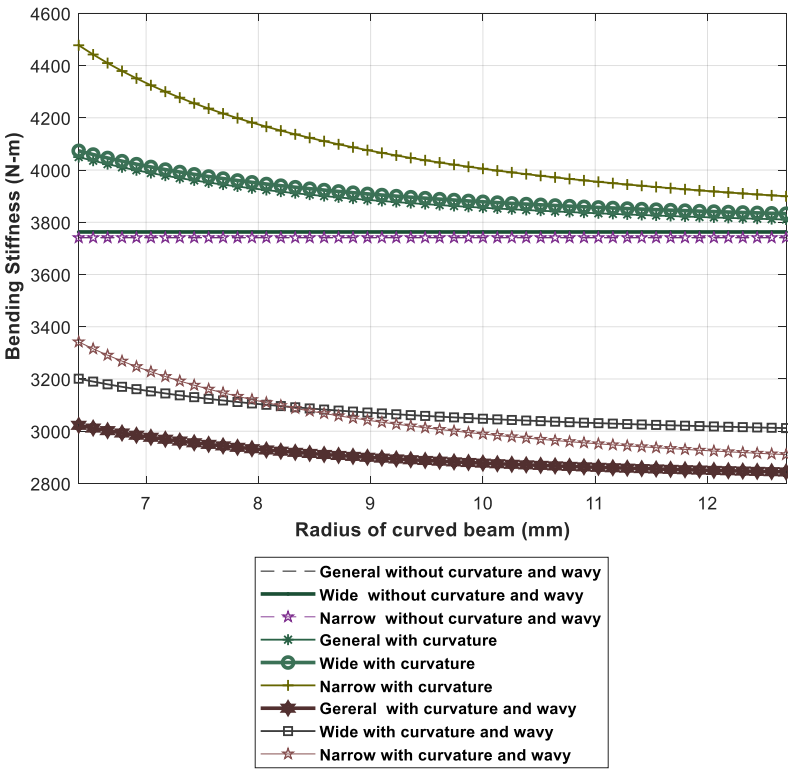 4600
4400
4200
4000
3800
3600
3400
3200
3000
2800
Bending Stiffness (N-m)
7 8 9 10 11 12
Radius of curved beam (mm)
General without curvature and wavy
Wide without curvature and wavy
Narrow without curvature and wavy
General with curvature
Wide with curvature
Narrow with curvature
Gereral with curvature and wavy
Wide with curvature and wavy
Narrow with curvature and wavy